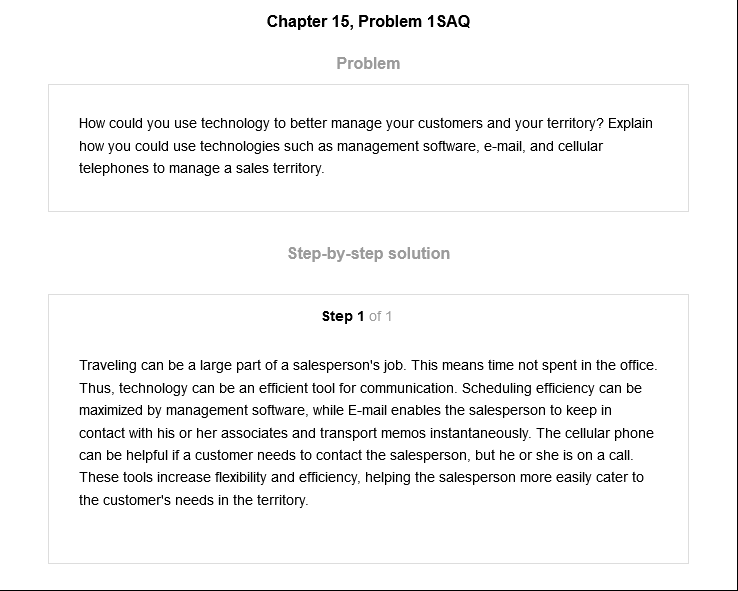 Chapter 15, Problem 1SAQ
Problem
How could you use technology to better manage your customers and your territory? Explain
how you could use technologies such as management software, e-mail, and cellular
telephones to manage a sales territory.
Step-by-step solution
Step 1 of 1
Traveling can be a large part of a salesperson's job. This means time not spent in the office.
Thus, technology can be an efficient tool for communication. Scheduling efficiency can be
maximized by management software, while E-mail enables the salesperson to keep in
contact with his or her associates and transport memos instantaneously. The cellular phone
can be helpful if a customer needs to contact the salesperson, but he or she is on a call.
These tools increase flexibility and efficiency, helping the salesperson more easily cater to
the customer's needs in the territory.